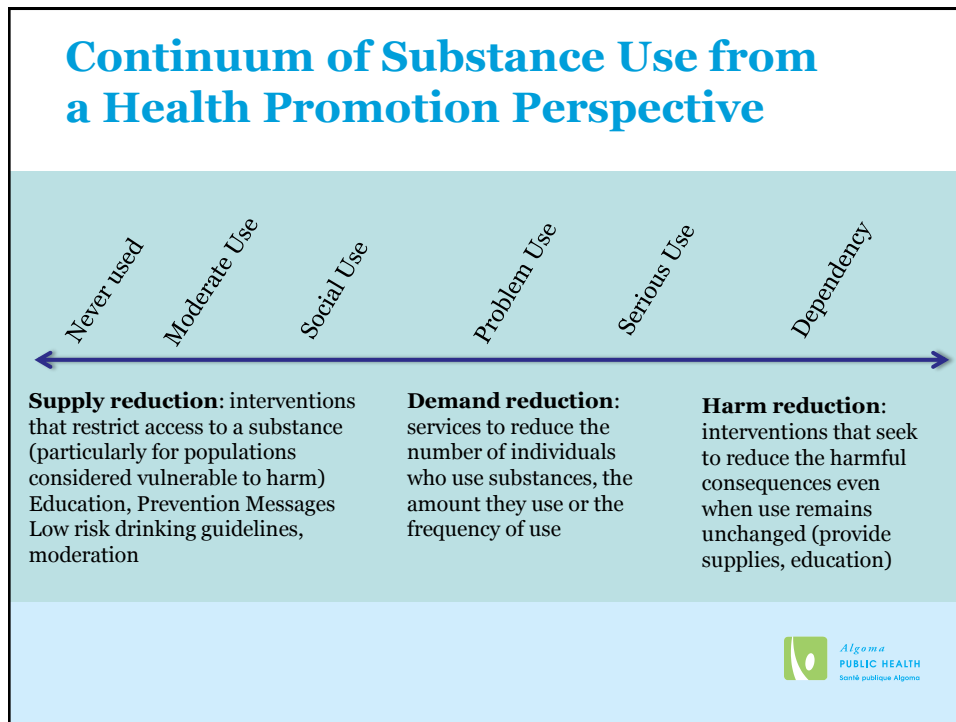 Continuum of Substance Use from
a Health Promotion Perspective
Never used
Moderate Use
Social Use
Problem Use
Serious Use
Dependency
Supply reduction: interventions
that restrict access to a substance
(particularly for populations
considered vulnerable to harm)
Education, Prevention Messages
Low risk drinking guidelines,
moderation
Demand reduction:
services to reduce the
number of individuals
who use substances, the
amount they use or the
frequency of use
Harm reduction:
interventions that seek
to reduce the harmful
consequences even
when use remains
unchanged (provide
supplies, education)
Algoma
PUBLIC HEALTH
Santé publique Algoma